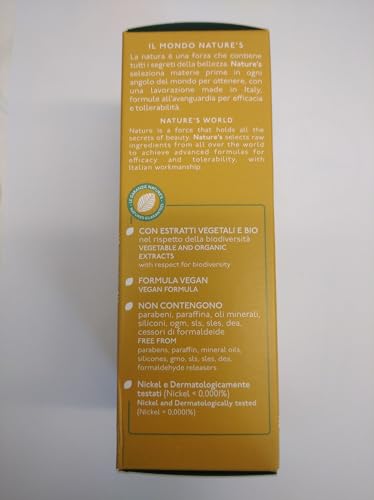 IL MONDO NATURE'S
La natura è una forza che contiene
tutti i segreti della bellezza. Nature's
seleziona materie prime in ogni
angolo del mondo per ottenere, con
una lavorazione made in Italy,
formule all'avanguardia per efficacia
e tollerabilità.
NATURE'S WORLD
Nature is a force that holds all the
secrets of beauty. Nature's selects raw
ingredients from all over the world
to achieve advanced formulas for
efficacy and tolerability, with
Italian workmanship
LE GARANZIE NATURE'S
NATURE'S GUARANTEES
CON ESTRATTI VEGETALI E BIO
nel rispetto della biodiversità
VEGETABLE AND ORGANIC
EXTRACTS
with respect for biodiversity
FORMULA VEGAN
VEGAN FORMULA
NON CONTENGONO
parabeni, paraffina, oli minerali,
siliconi, ogm, sls, sles, dea,
cessori di formaldeide
FREE FROM
parabens, paraffin, mineral oils,
silicones, gmo, sls, sles, dea,
formaldehyde releasers
Nickel e Dermatologicamente
testati (Nickel < 0,0001%)
Nickel and Dermatologically tested
(Nickel < 0,0001%)